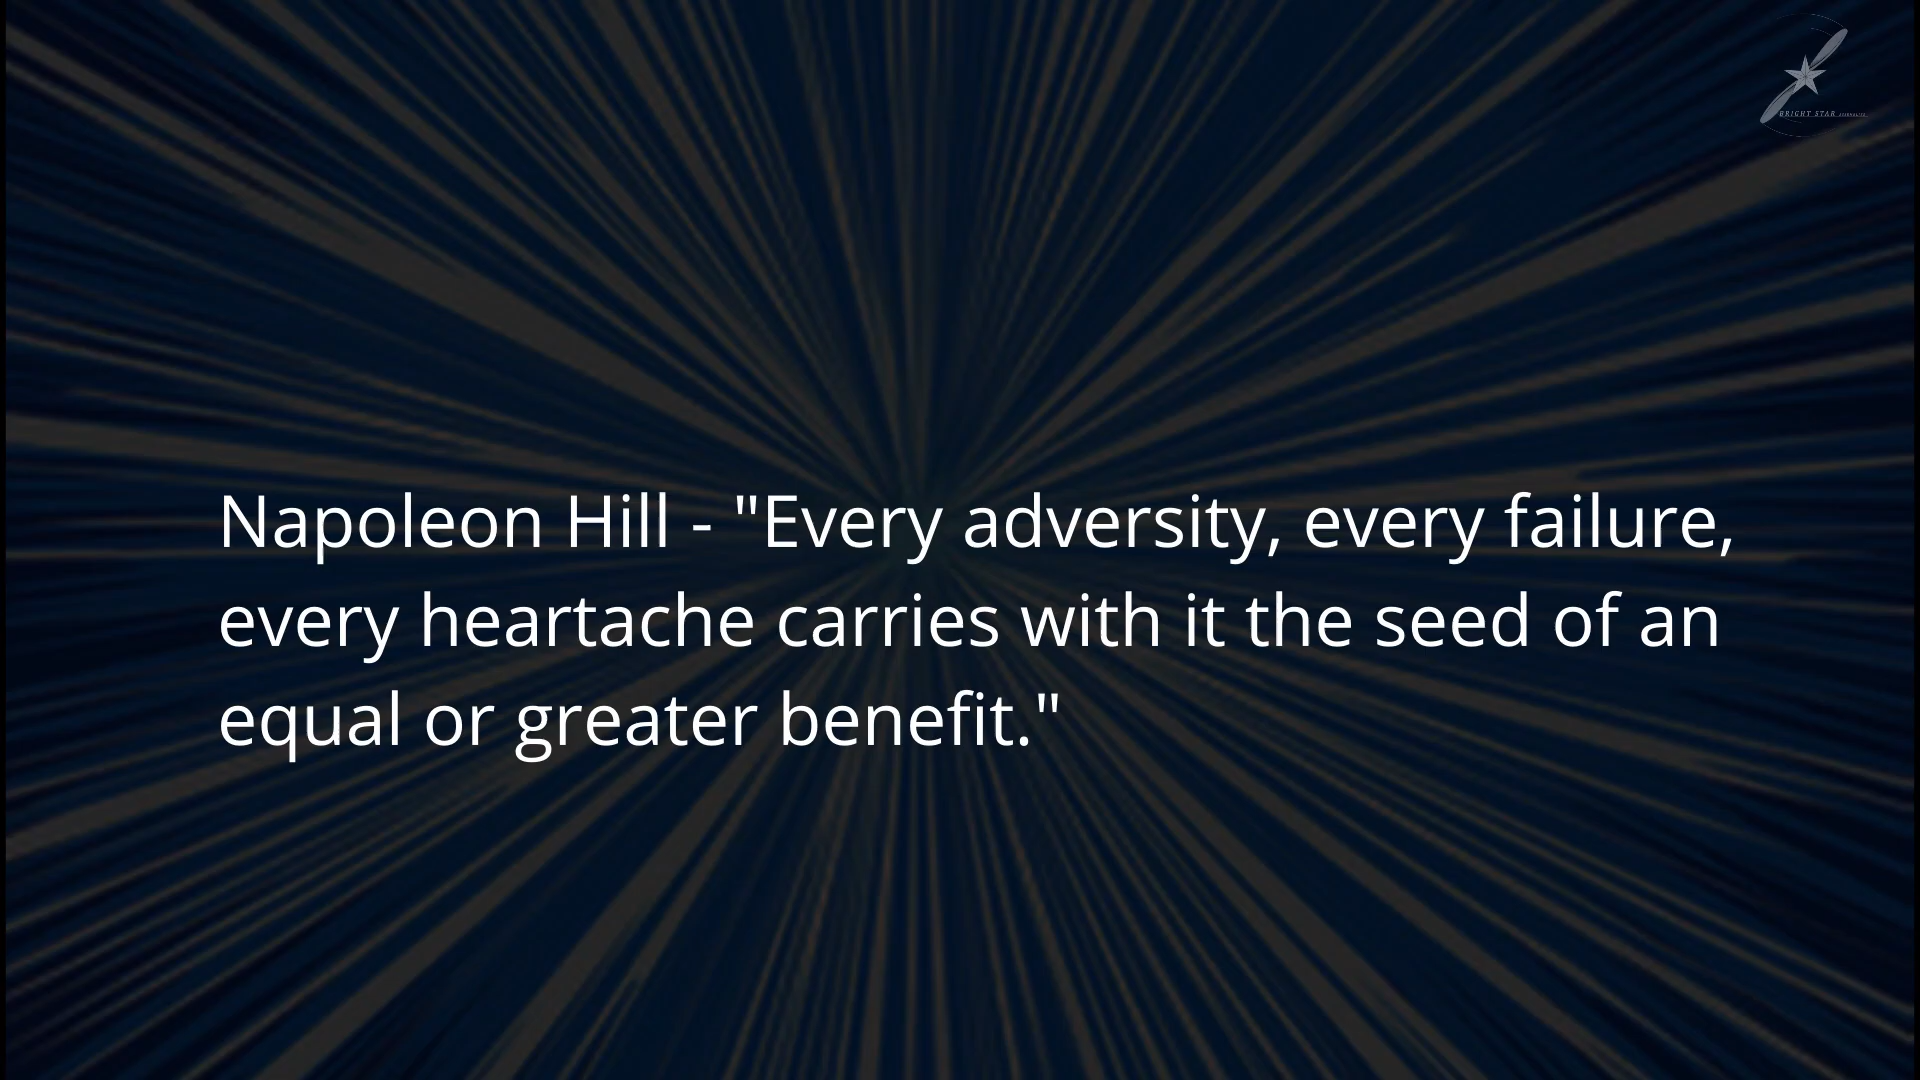 BRIGHT STAR
Napoleon Hill - "Every adversity, every failure,
every heartache carries with it the seed of an
equal or greater benefit."